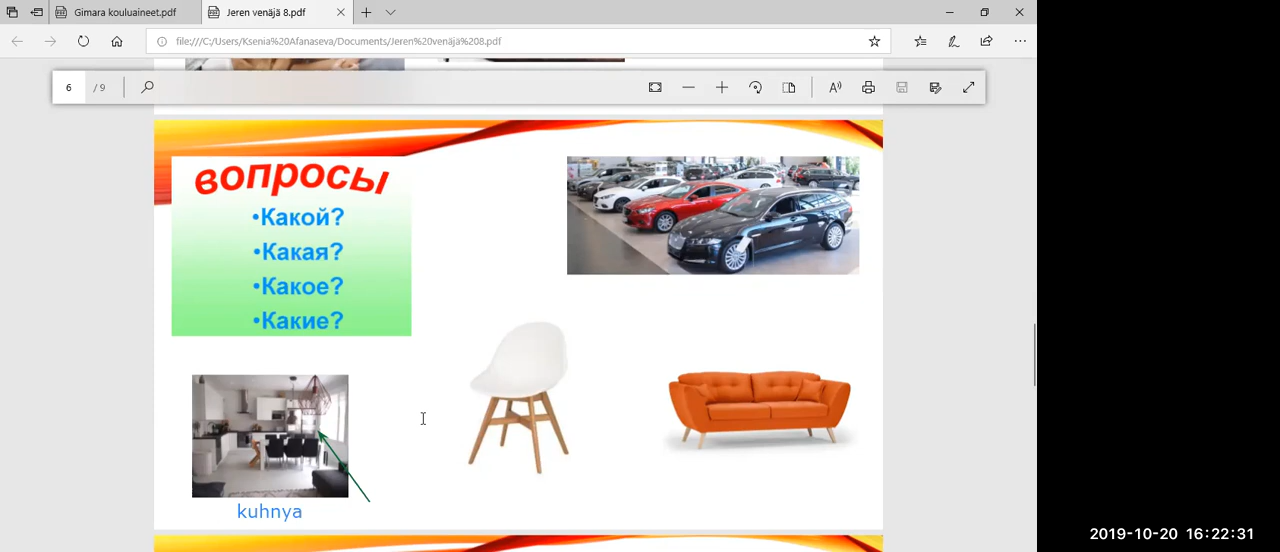 Gimara kouluaineet.pdf
Jeren venäjä 8.pdf
file:///C:/Users/Ksenia%20Afanaseva/Documents/Jeren%20venäjä%208.pdf
6 / 9
вопросы
•Какой?
•Какая?
•Какое?
•Какие?
kuhnya
2019-10-20 16:22:31